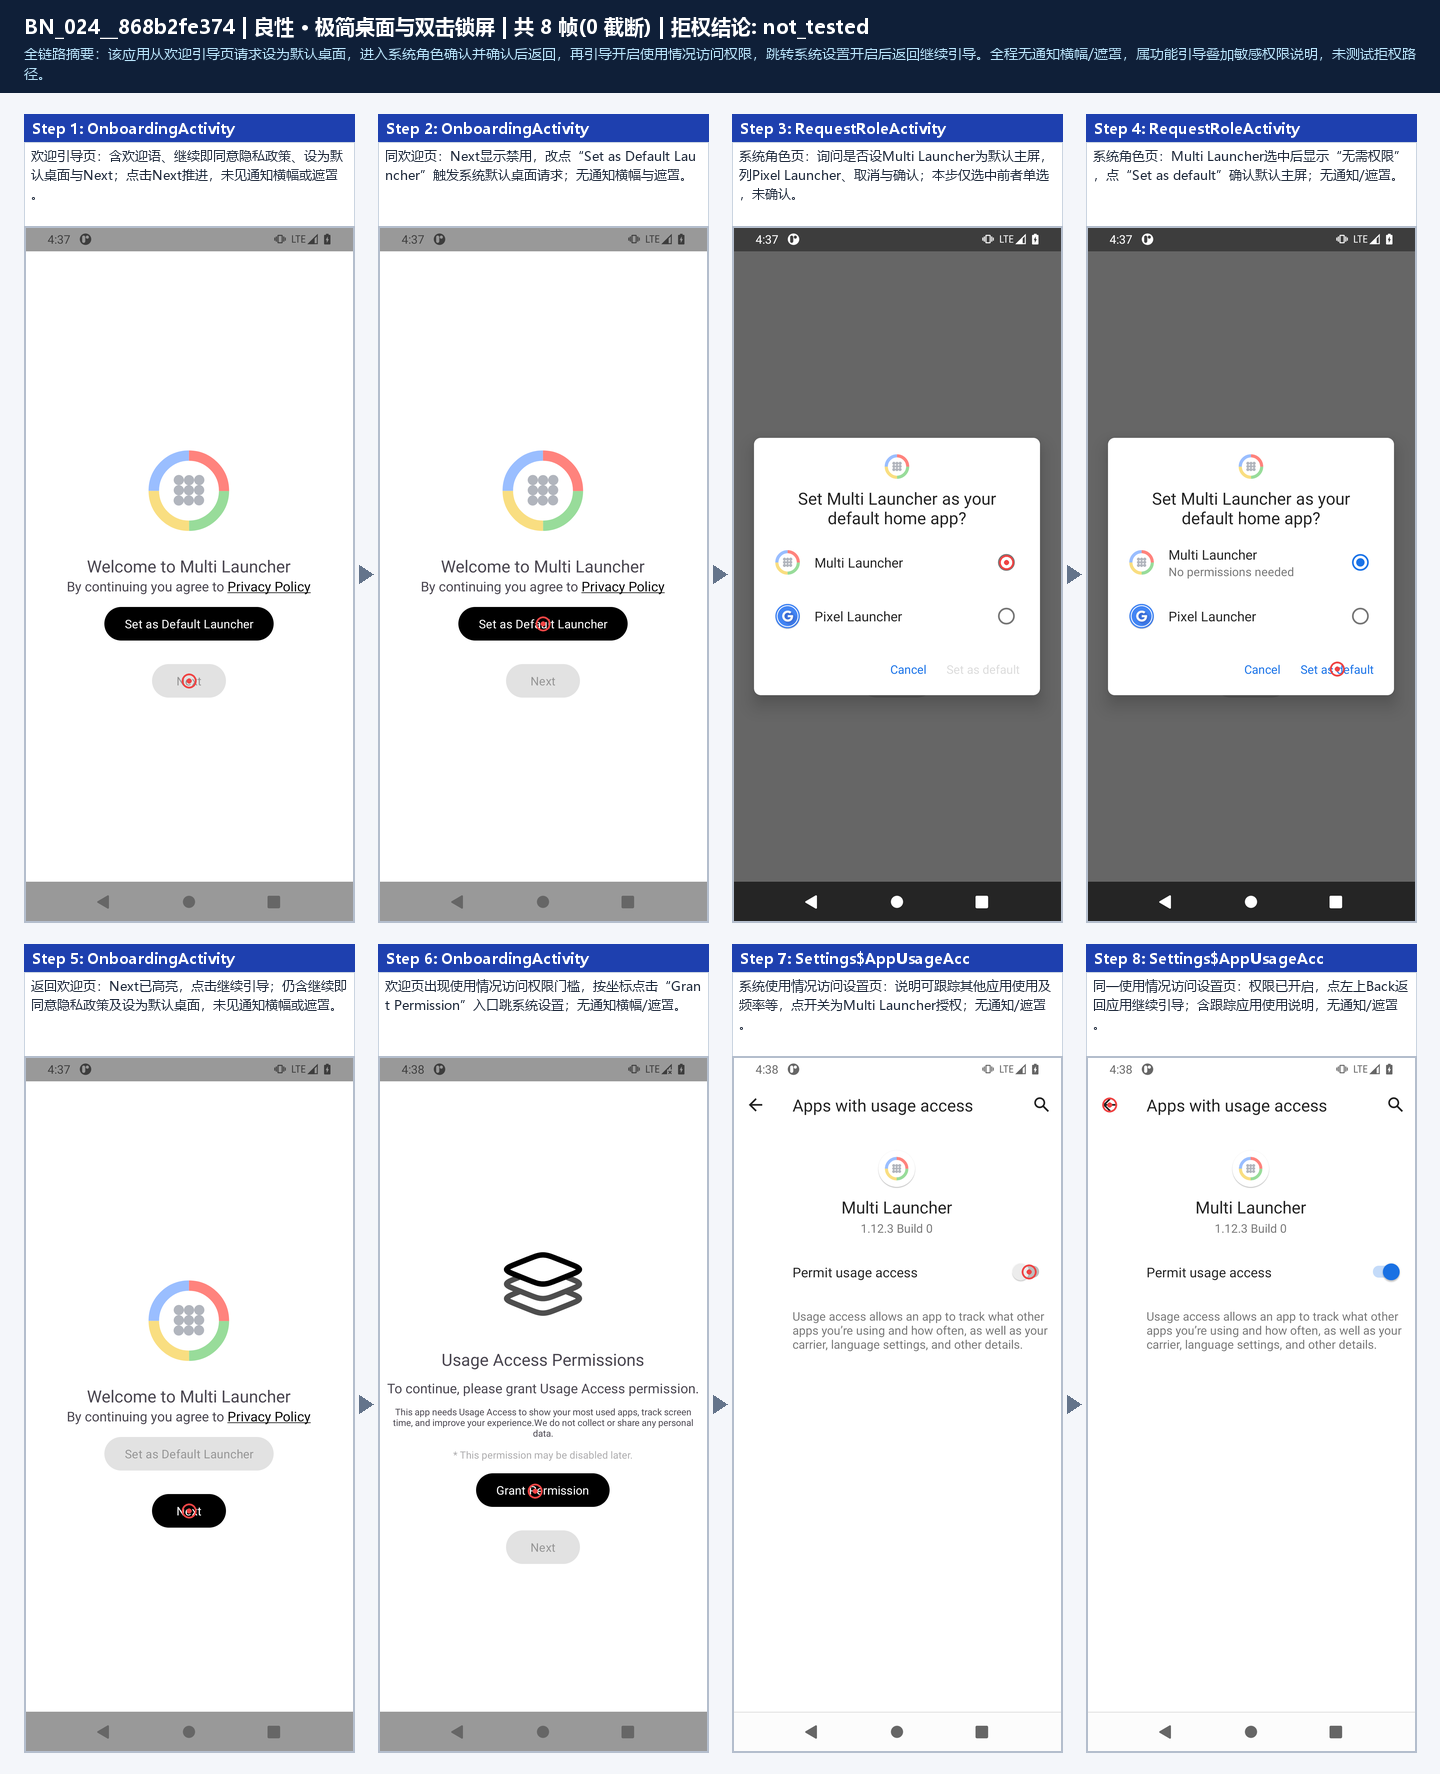 BN_024__868b2fe374 | 良性 • 极简桌面与双击锁屏 | 共 8 帧(0 截断) | 拒权结论: not_tested
全链路摘要：该应用从欢迎引导页请求设为默认桌面，进入系统角色确认并确认后返回，再引导开启使用情况访问权限，跳转系统设置开启后返回继续引导。全程无通知横幅/遮罩，属功能引导叠加敏感权限说明，未测试拒权路
径。
Step 1: OnboardingActivity
欢迎引导页：含欢迎语、继续即同意隐私政策、设为默
认桌面与Next；点击Next推进，未见通知横幅或遮罩
。
4:37
LTE
Welcome to Multi Launcher
By continuing you agree to Privacy Policy
Set as Default Launcher
Next
Step 2: OnboardingActivity
同欢迎页：Next显示禁用，改点“Set as Default Lau
ncher”触发系统默认桌面请求；无通知横幅与遮罩。
4:37
LTE
Welcome to Multi Launcher
By continuing you agree to Privacy Policy
Set as Default Launcher
Next
Step 3: RequestRoleActivity
系统角色页：询问是否设Multi Launcher为默认主屏，
列Pixel Launcher、取消与确认；本步仅选中前者单选
，未确认。
4:37
LTE
Set Multi Launcher as your
default home app?
Multi Launcher
Pixel Launcher
Cancel
Set as default
Step 4: RequestRoleActivity
系统角色页：Multi Launcher选中后显示“无需权限”
，点“Set as default”确认默认主屏；无通知/遮罩。
4:37
LTE
Set Multi Launcher as your
default home app?
Multi Launcher
No permissions needed
Pixel Launcher
Cancel
Set as default
Step 5: OnboardingActivity
返回欢迎页：Next已高亮，点击继续引导；仍含继续即
同意隐私政策及设为默认桌面，未见通知横幅或遮罩。
4:37
LTE
Welcome to Multi Launcher
By continuing you agree to Privacy Policy
Set as Default Launcher
Next
Step 6: OnboardingActivity
欢迎页出现使用情况访问权限门槛，按坐标点击“Gran
t Permission”入口跳系统设置；无通知横幅/遮罩。
4:38
LTE
Usage Access Permissions
To continue, please grant Usage Access permission.
This app needs Usage Access to show your most used apps, track screen
time, and improve your experience.We do not collect or share any personal
data.
* This permission may be disabled later.
Grant Permission
Next
Step 7: Settings$AppUsageAcc
系统使用情况访问设置页：说明可跟踪其他应用使用及
频率等，点开关为Multi Launcher授权；无通知/遮罩
。
4:38
LTE
Apps with usage access
Multi Launcher
1.12.3 Build 0
Permit usage access
Usage access allows an app to track what other
apps you're using and how often, as well as your
carrier, language settings, and other details.
Step 8: Settings$AppUsageAcc
同一使用情况访问设置页：权限已开启，点左上Back返
回应用继续引导；含跟踪应用使用说明，无通知/遮罩
。
4:38
LTE
Apps with usage access
Multi Launcher
1.12.3 Build 0
Permit usage access
Usage access allows an app to track what other
apps you're using and how often, as well as your
carrier, language settings, and other details.